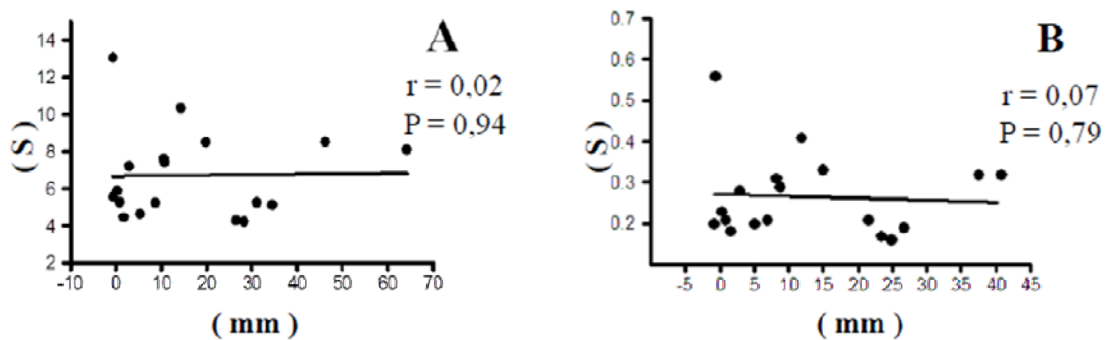 A
r = 0,02
P = 0,94
( S )
14
12
10
8
6
4
2
-10 0 10 20 30 40 50 60 70
( mm )
B
r = 0,07
P = 0,79
( S )
0.7
0.6
0.5
0.4
0.3
0.2
-5 0 5 10 15 20 25 30 35 40 45
( mm )